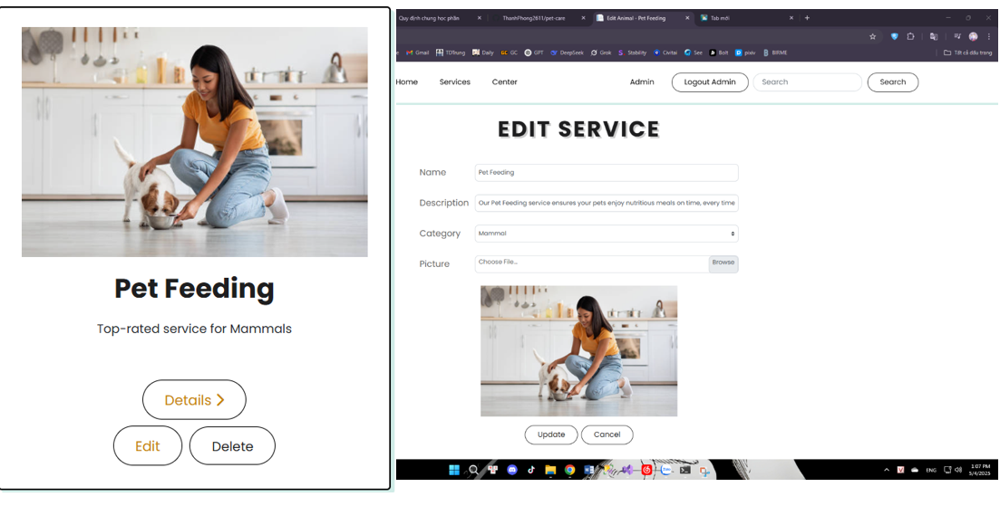 Pet Feeding
Top-rated service for Mammals
Details
Edit Delete
Quy định chung học phần
ThanhPhong2611/pet-care
Edit Animal - Pet Feeding
Tab mới
Gmail TDTrung Daily GC GC GPT DeepSeek Grok Stability Civitai See Bolt pixiv BIRME Tất cả dấu trang
Home Services Center Admin Logout Admin Search Search
EDIT SERVICE
Name Pet Feeding
Description Our Pet Feeding service ensures your pets enjoy nutritious meals on time, every time
Category Mammal
Picture Choose File... Browse
Update Cancel
ENG
1:07 PM
5/4/2025